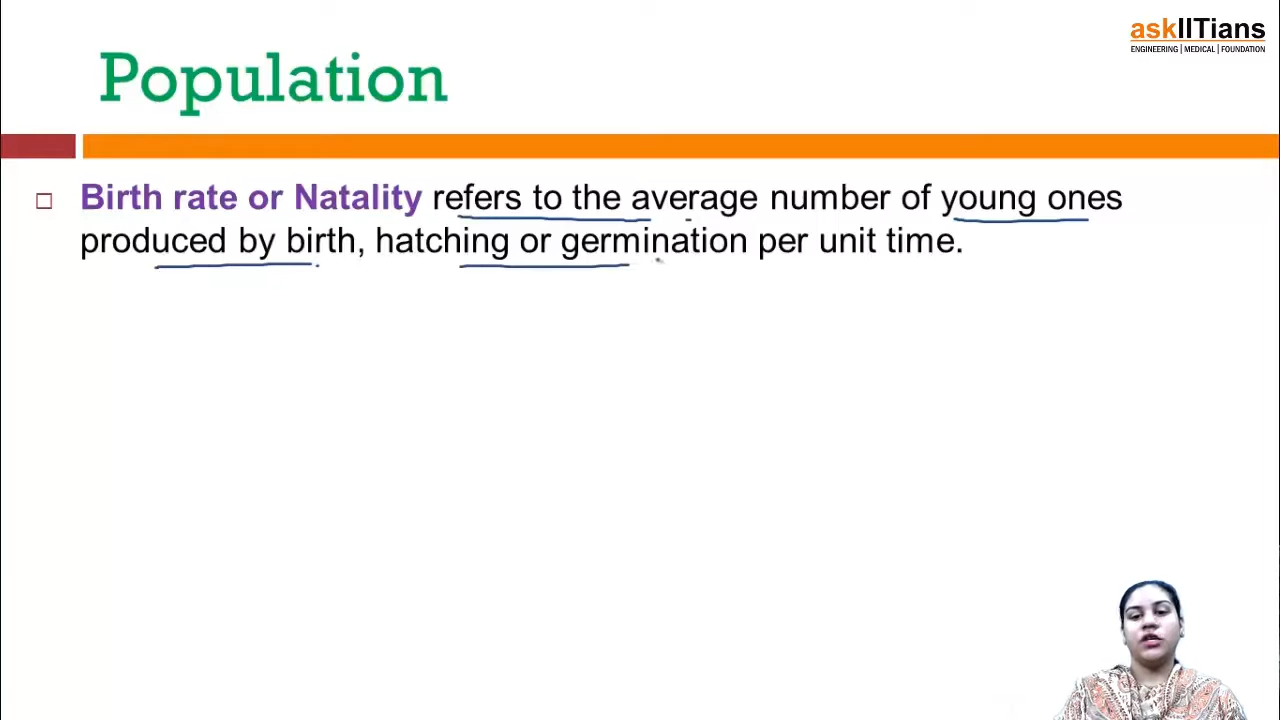 askIITians
ENGINEERING | MEDICAL | FOUNDATION
Population
Birth rate or Natality refers to the average number of young ones
produced by birth, hatching or germination per unit time.